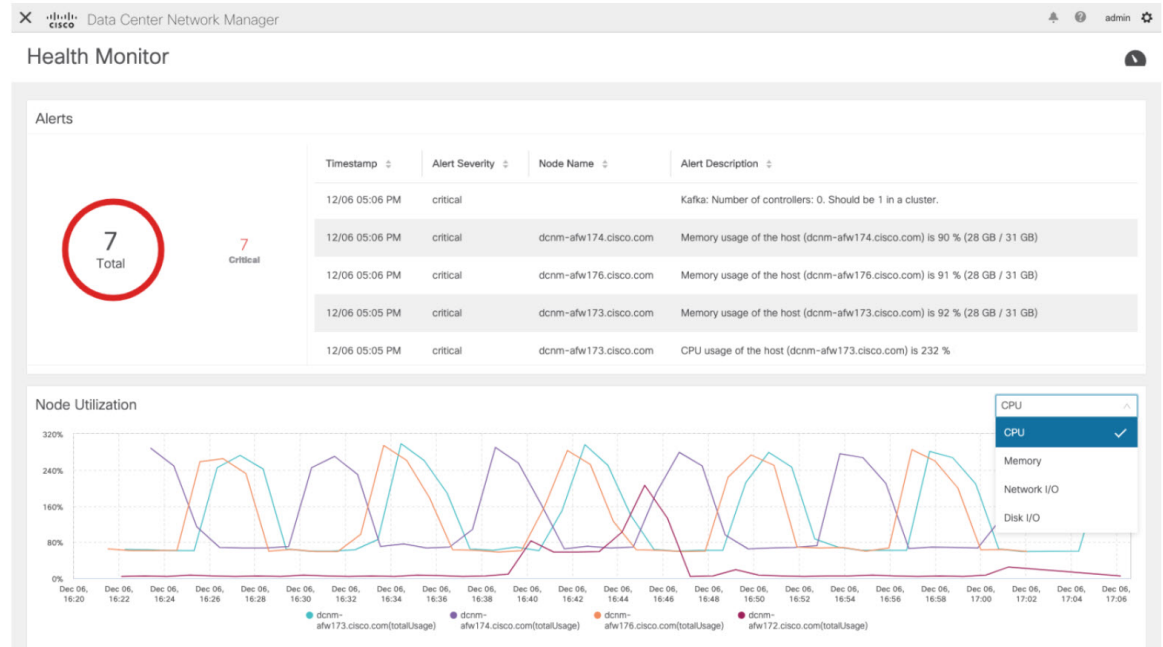 CISCO Data Center Network Manager admin
Health Monitor
Alerts
Timestamp Alert Severity Node Name Alert Description
12/06 05:06 PM critical Kafka: Number of controllers: 0. Should be 1 in a cluster.
7
Total
7
Critical
12/06 05:06 PM critical dcnm-afw174.cisco.com Memory usage of the host (dcnm-afw174.cisco.com) is 90 % (28 GB / 31 GB)
12/06 05:06 PM critical dcnm-afw176.cisco.com Memory usage of the host (dcnm-afw176.cisco.com) is 91 % (28 GB / 31 GB)
12/06 05:05 PM critical dcnm-afw173.cisco.com Memory usage of the host (dcnm-afw173.cisco.com) is 92 % (28 GB / 31 GB)
12/06 05:05 PM critical dcnm-afw173.cisco.com CPU usage of the host (dcnm-afw173.cisco.com) is 232 %
Node Utilization
CPU
CPU
Memory
Network I/O
Disk I/O
320%
240%
160%
80%
0%
Dec 06, Dec 06, Dec 06, Dec 06, Dec 06, Dec 06, Dec 06, Dec 06, Dec 06, Dec 06, Dec 06, Dec 06, Dec 06, Dec 06, Dec 06, Dec 06, Dec 06, Dec 06, Dec 06, Dec 06, Dec 06, Dec 06, Dec 06, Dec 06,
16:20 16:22 16:24 16:26 16:28 16:30 16:32 16:34 16:36 16:38 16:40 16:42 16:44 16:46 16:48 16:50 16:52 16:54 16:56 16:58 17:00 17:02 17:04 17:06
dcnm- dcnm- dcnm- dcnm-
afw173.cisco.com(totalUsage) afw174.cisco.com(totalUsage) afw176.cisco.com(totalUsage) afw172.cisco.com(totalUsage)